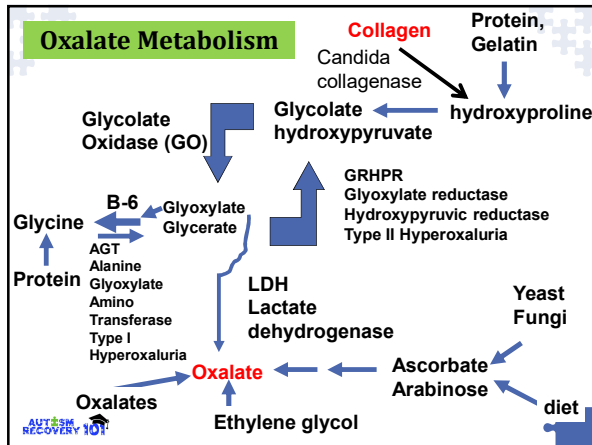 Oxalate Metabolism
Collagen
Protein,
Gelatin
Candida
collagenase
Glycolate
Oxidase (GO)
Glycolate
hydroxypyruvate
hydroxyproline
GRHPR
Glyoxylate reductase
Hydroxypyruvic reductase
Type II Hyperoxaluria
B-6
Glycine
Glyoxylate
Glycerate
Protein
AGT
Alanine
Glyoxylate
Amino
Transferase
Type I
Hyperoxaluria
LDH
Lactate
dehydrogenase
Yeast
Fungi
Oxalate
Ascorbate
Arabinose
Oxalates
Ethylene glycol
diet
AUTISM
RECOVERY 101